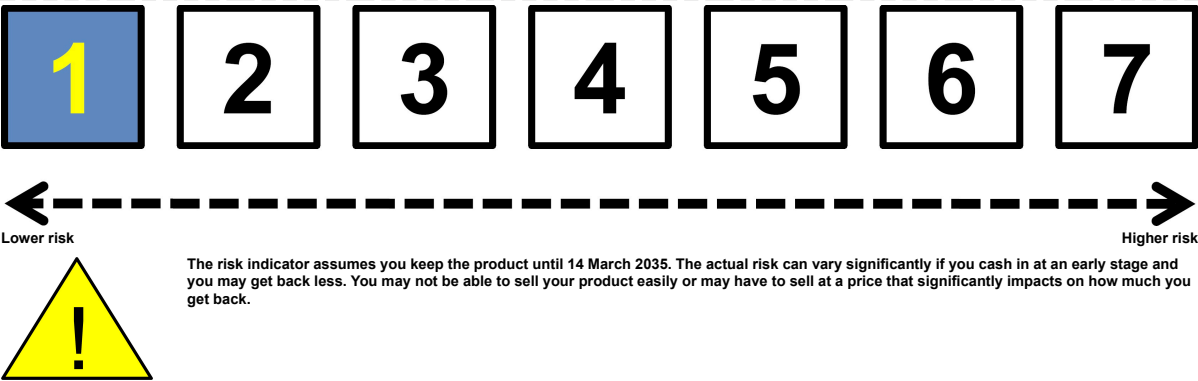 1 2 3 4 5 6 7
Lower risk Higher risk
The risk indicator assumes you keep the product until 14 March 2035. The actual risk can vary significantly if you cash in at an early stage and
you may get back less. You may not be able to sell your product easily or may have to sell at a price that significantly impacts on how much you
get back.
!